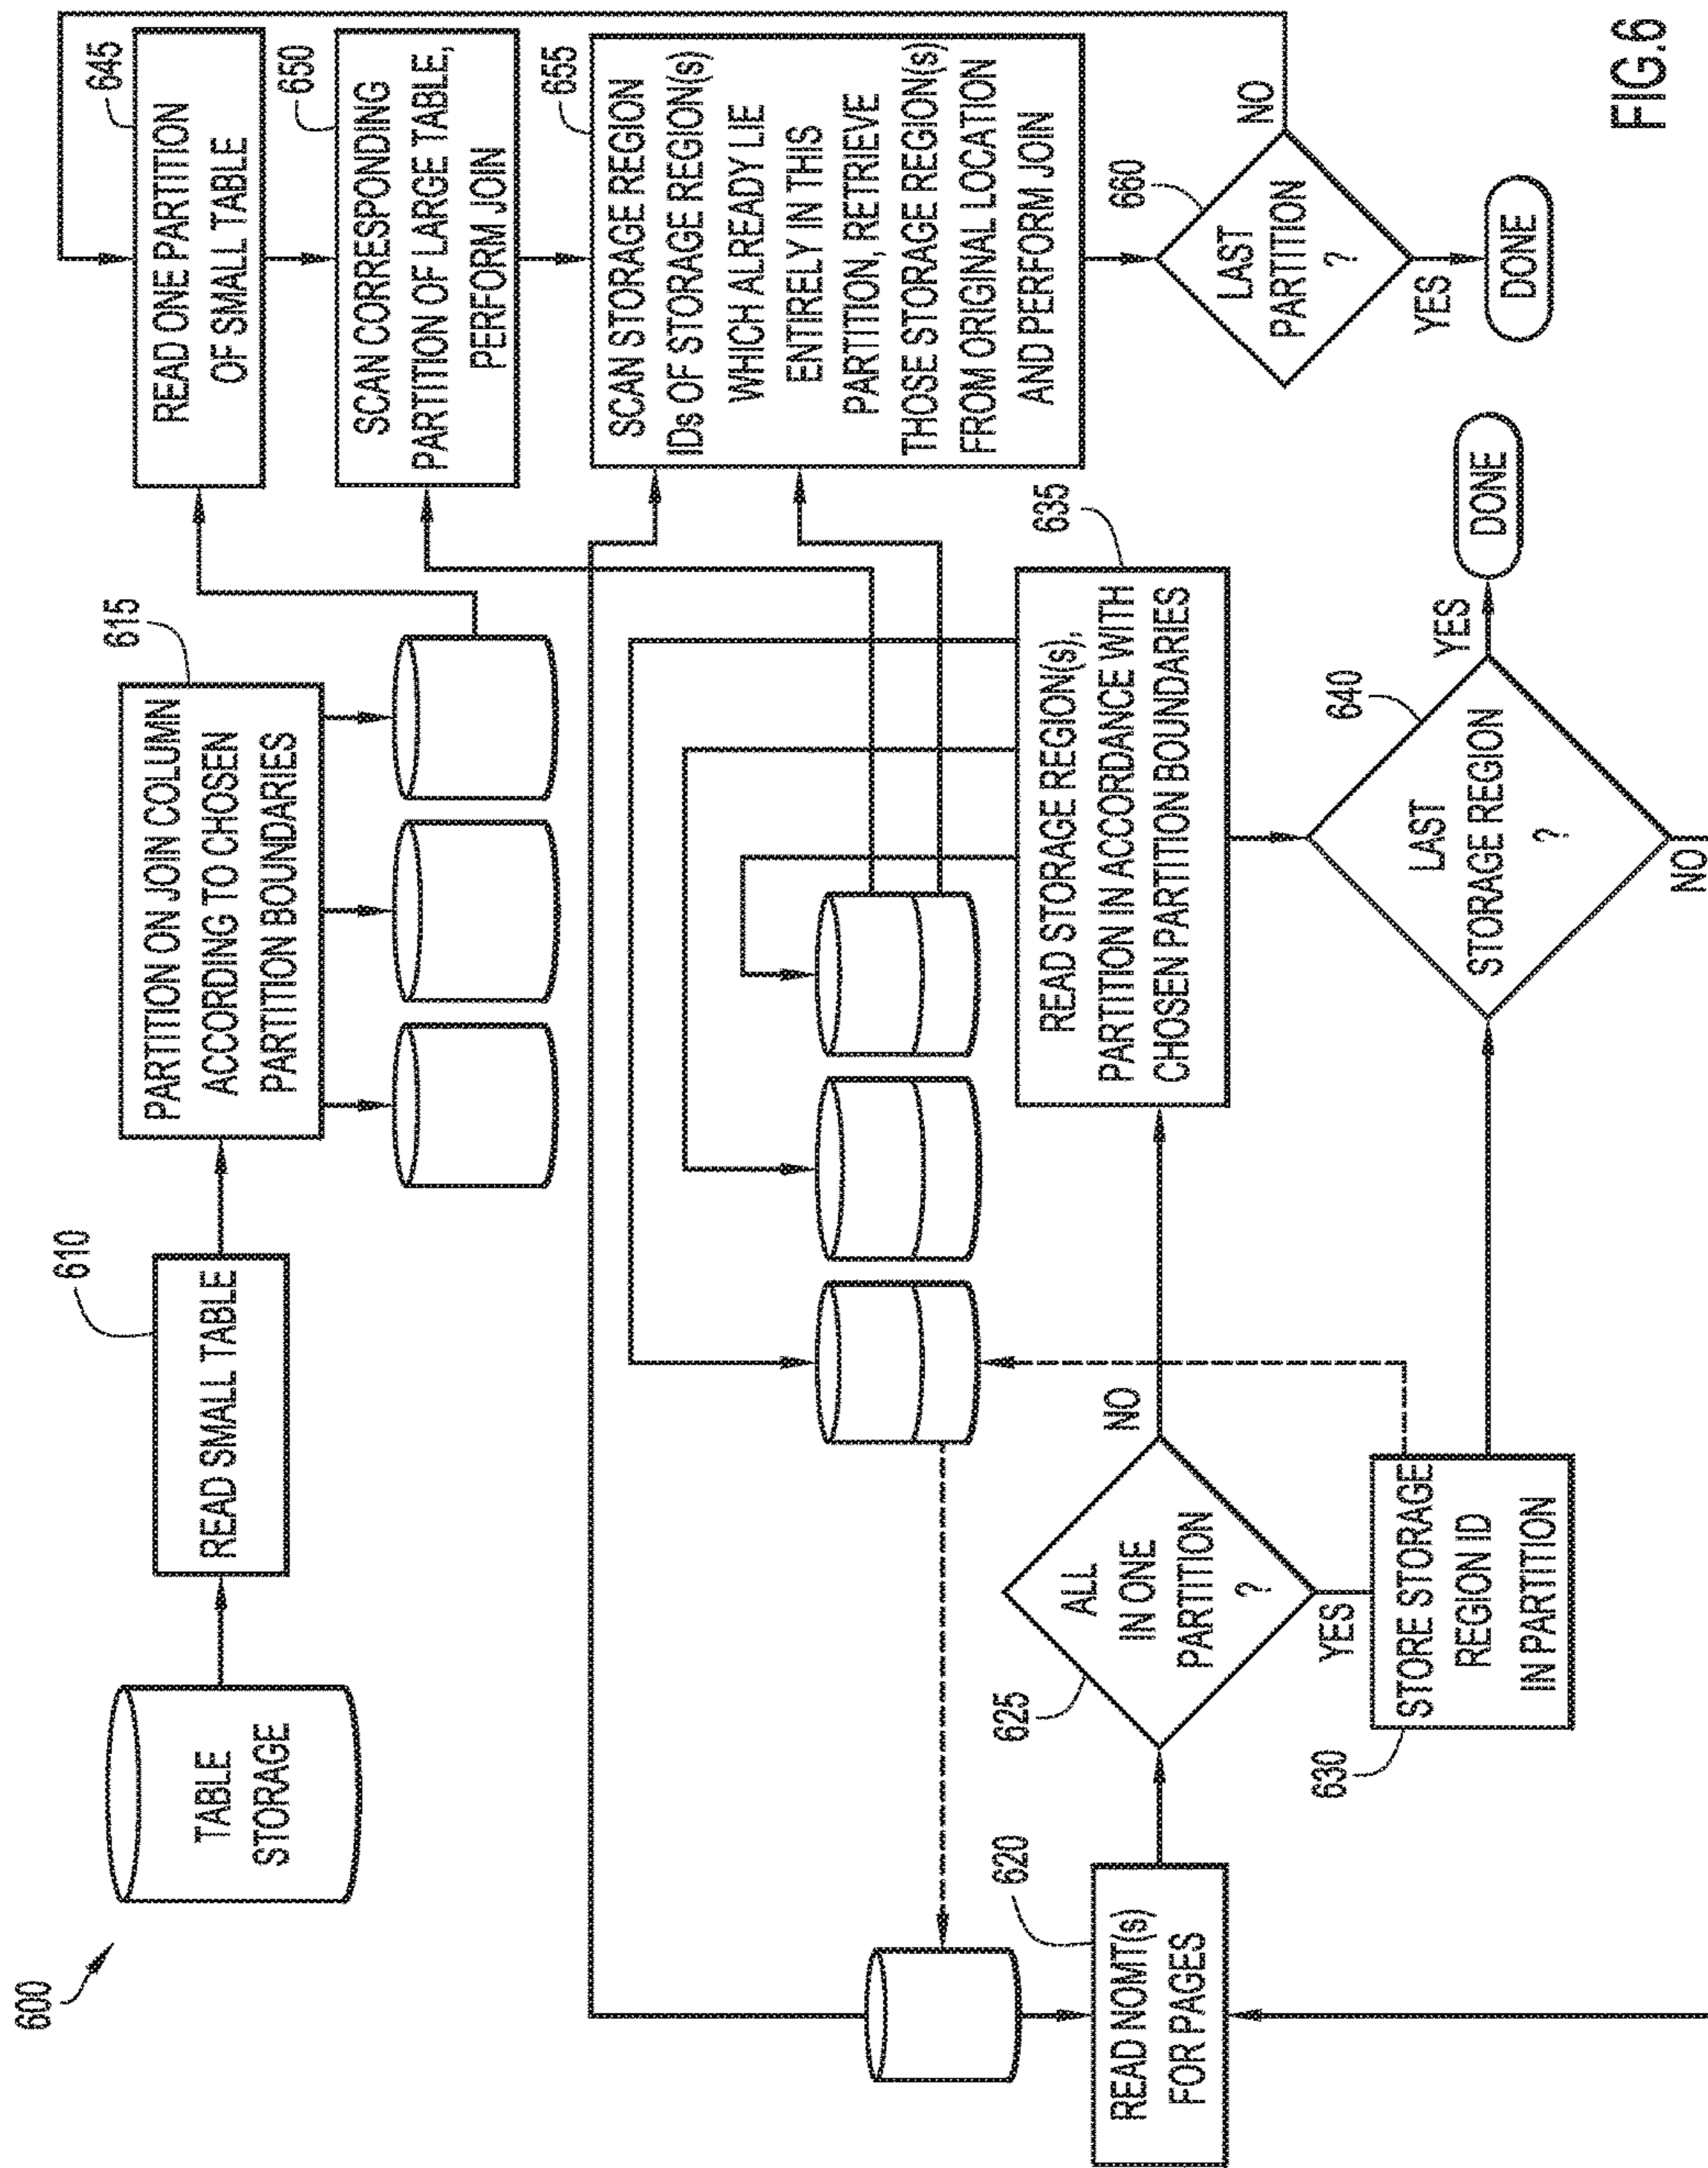 600
TABLE
STORAGE
610
READ SMALL TABLE
615
PARTITION ON JOIN COLUMN
ACCORDING TO CHOSEN
PARTITION BOUNDARIES
620
READ NOMT(s)
FOR PAGES
625
ALL
IN ONE
PARTITION
?
NO
YES
630
STORE STORAGE
REGION ID
IN PARTITION
635
READ STORAGE REGION(s),
PARTITION IN ACCORDANCE WITH
CHOSEN PARTITION BOUNDARIES
640
LAST
STORAGE REGION
?
YES
DONE
NO
645
READ ONE PARTITION
OF SMALL TABLE
650
SCAN CORRESPONDING
PARTITION OF LARGE TABLE,
PERFORM JOIN
655
SCAN STORAGE REGION
IDs OF STORAGE REGION(s)
WHICH ALREADY LIE
ENTIRELY IN THIS
PARTITION, RETRIEVE
THOSE STORAGE REGION(s)
FROM ORIGINAL LOCATION
AND PERFORM JOIN
660
LAST
PARTITION
?
NO
YES
DONE
FIG.6